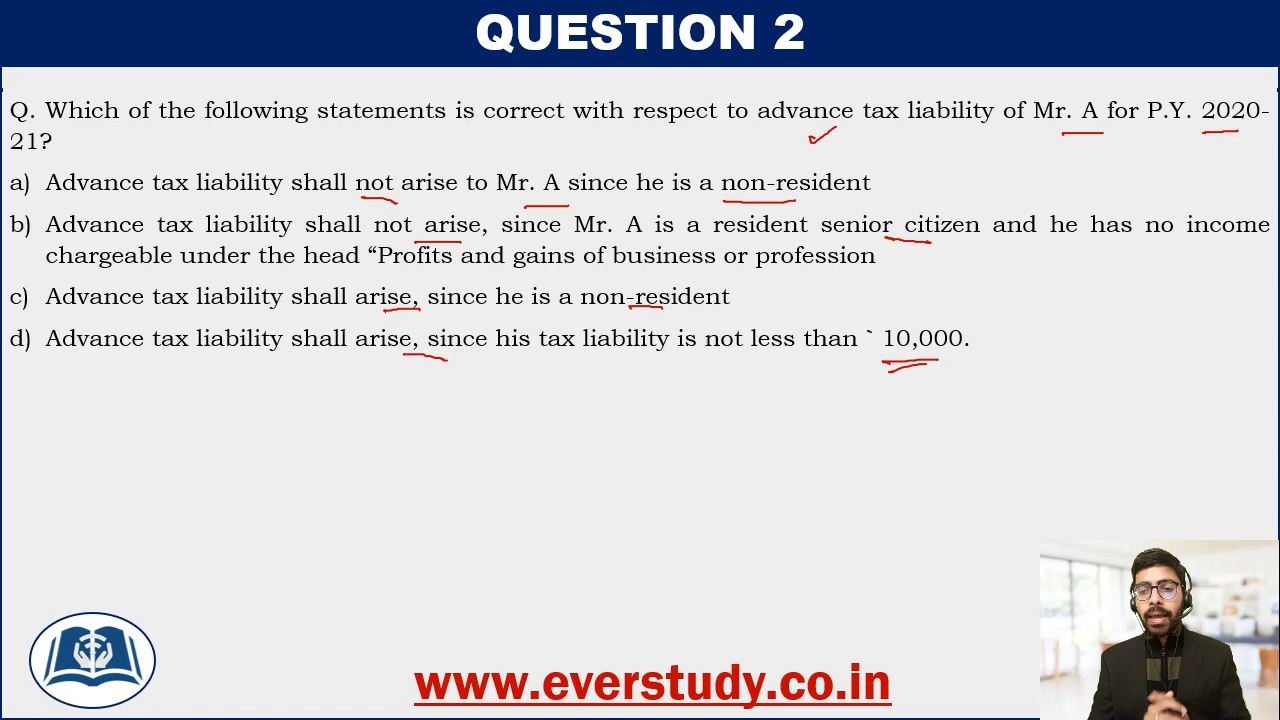 QUESTION 2
Q. Which of the following statements is correct with respect to advance tax liability of Mr. A for P.Y. 2020-
21?
a) Advance tax liability shall not arise to Mr. A since he is a non-resident
b) Advance tax liability shall not arise, since Mr. A is a resident senior citizen and he has no income
chargeable under the head “Profits and gains of business or profession
c) Advance tax liability shall arise, since he is a non-resident
d) Advance tax liability shall arise, since his tax liability is not less than ` 10,000.
www.everstudy.co.in